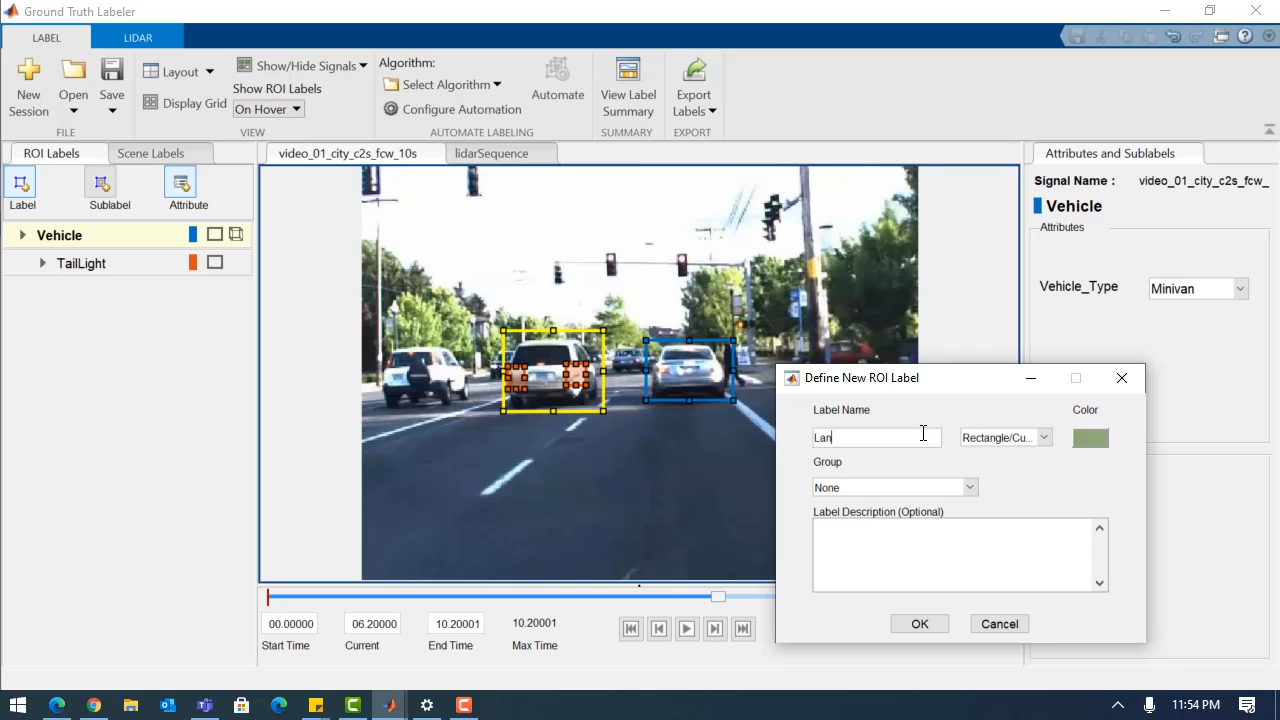 Ground Truth Labeler
LABEL
LIDAR
New Session
Open
Save
FILE
Layout
Display Grid
Show/Hide Signals
Show ROI Labels
On Hover
VIEW
Algorithm:
Select Algorithm
Configure Automation
Automate
AUTOMATE LABELING
View Label Summary
SUMMARY
Export Labels
EXPORT
ROI Labels
Scene Labels
video_01_city_c2s_fcw_10s
lidarSequence
Attributes and Sublabels
Label
Sublabel
Attribute
Signal Name : video_01_city_c2s_fcw_
Vehicle
Attributes
Vehicle
TailLight
Vehicle_Type
Minivan
Define New ROI Label
Label Name
Color
Lan
Rectangle/Cu...
Group
None
Label Description (Optional)
OK
Cancel
00.00000
06.20000
10.20001
10.20001
Start Time
Current
End Time
Max Time
11:54 PM